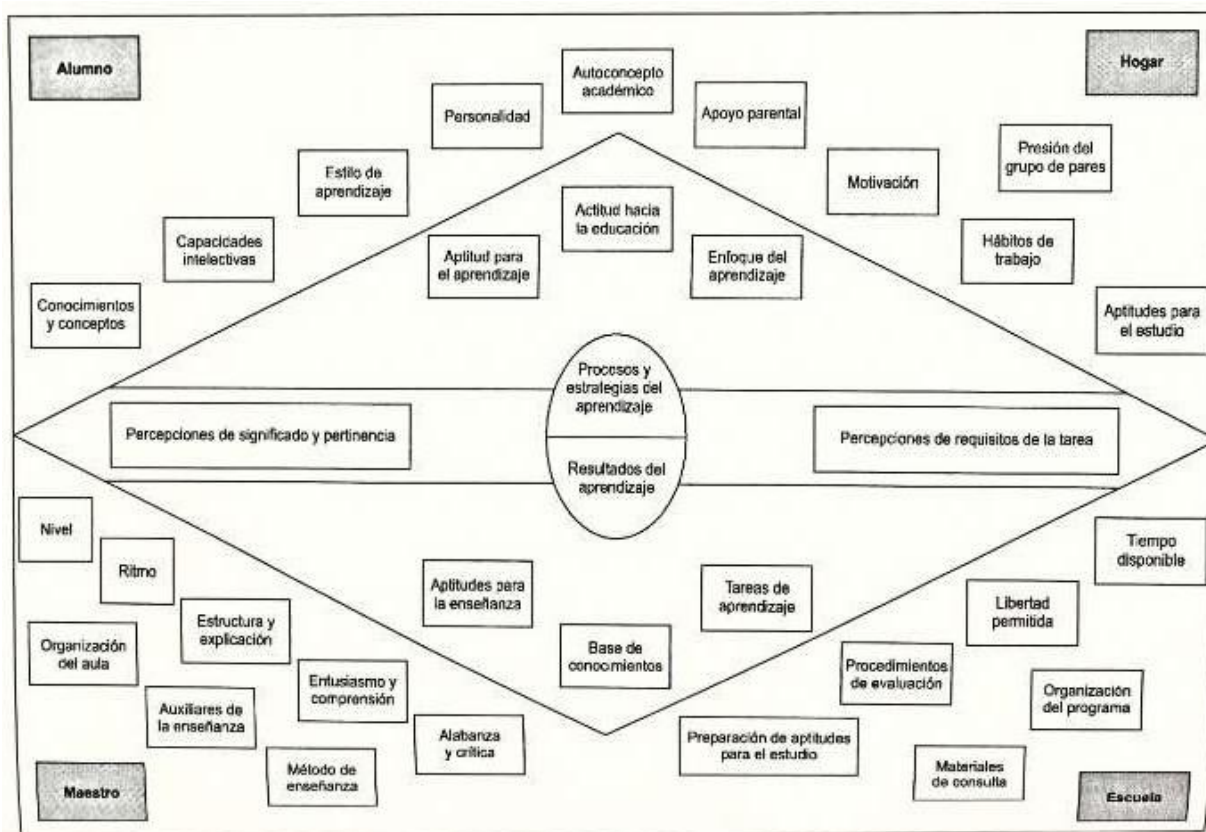 Alumno
Hogar
Autoconcepto
académico
Personalidad
Apoyo parental
Estilo de
aprendizaje
Motivación
Presión del
grupo de pares
Capacidades
intelectivas
Actitud hacia
la educación
Aptitud para
el aprendizaje
Enfoque del
aprendizaje
Hábitos de
trabajo
Conocimientos
y conceptos
Aptitudes para
el estudio
Procesos y
estrategias del
aprendizaje
Percepciones de significado y pertinencia
Percepciones de requisitos de la tarea
Resultados del
aprendizaje
Nivel
Ritmo
Tiempo
disponible
Aptitudes para
la enseñanza
Tareas de
aprendizaje
Libertad
permitida
Estructura y
explicación
Organización
del aula
Base de
conocimientos
Procedimientos
de evaluación
Entusiasmo y
comprensión
Organización
del programa
Auxiliares de
la enseñanza
Alabanza
y crítica
Preparación de aptitudes
para el estudio
Método de
enseñanza
Materiales
de consulta
Maestro
Escuela